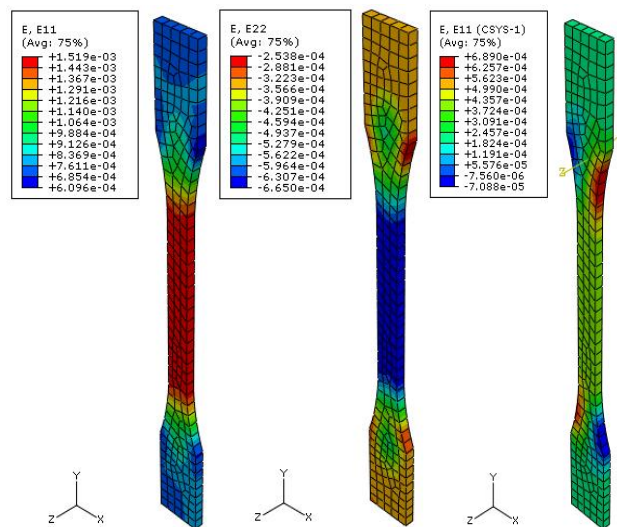 E, E11
(Avg: 75%)
+1.519e-03
+1.443e-03
+1.367e-03
+1.291e-03
+1.216e-03
+1.140e-03
+1.064e-03
+9.884e-04
+9.126e-04
+8.369e-04
+7.611e-04
+6.854e-04
+6.096e-04
E, E22
(Avg: 75%)
-2.538e-04
-2.881e-04
-3.223e-04
-3.566e-04
-3.909e-04
-4.251e-04
-4.594e-04
-4.937e-04
-5.279e-04
-5.622e-04
-5.964e-04
-6.307e-04
-6.650e-04
E, E11 (CSYS-1)
(Avg: 75%)
+6.890e-04
+6.257e-04
+5.623e-04
+4.990e-04
+4.357e-04
+3.724e-04
+3.091e-04
+2.457e-04
+1.824e-04
+1.191e-04
+5.576e-05
-7.560e-06
-7.088e-05
Z
Y
Z
X
Y
Z
X
Y
Z
X